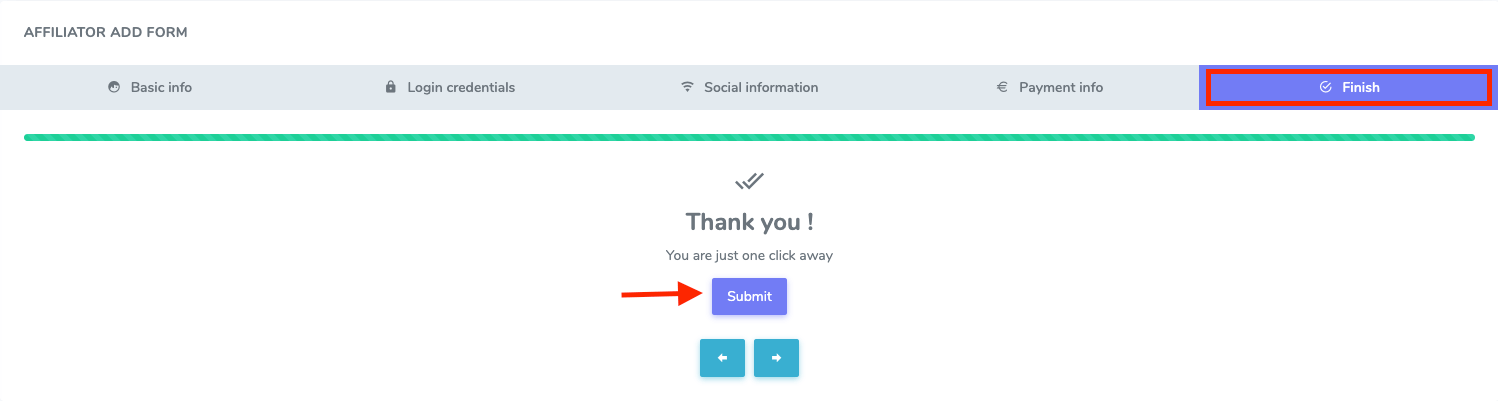 AFFILIATOR ADD FORM
Basic info
Login credentials
Social information
Payment info
Finish
Thank you !
You are just one click away
Submit